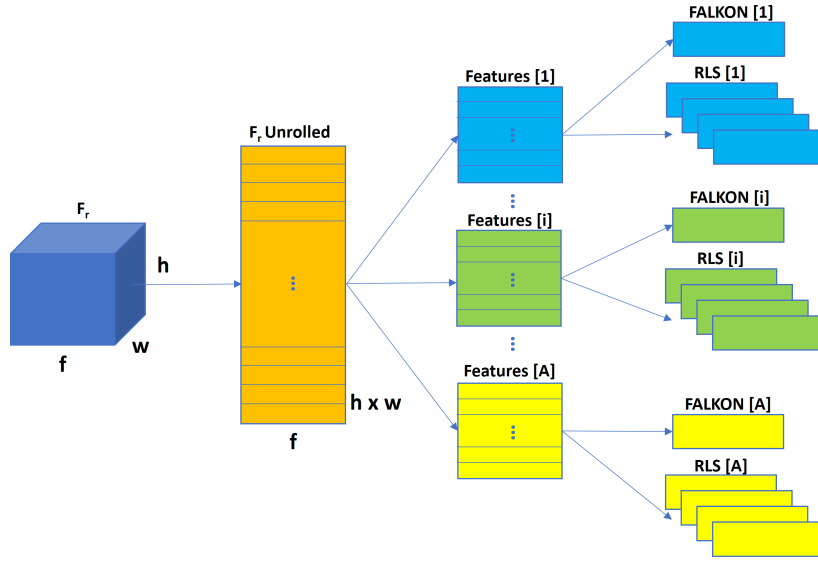 F_r
h
w
f
F_r Unrolled
h x w
f
Features [1]
Features [i]
Features [A]
FALKON [1]
RLS [1]
FALKON [i]
RLS [i]
FALKON [A]
RLS [A]